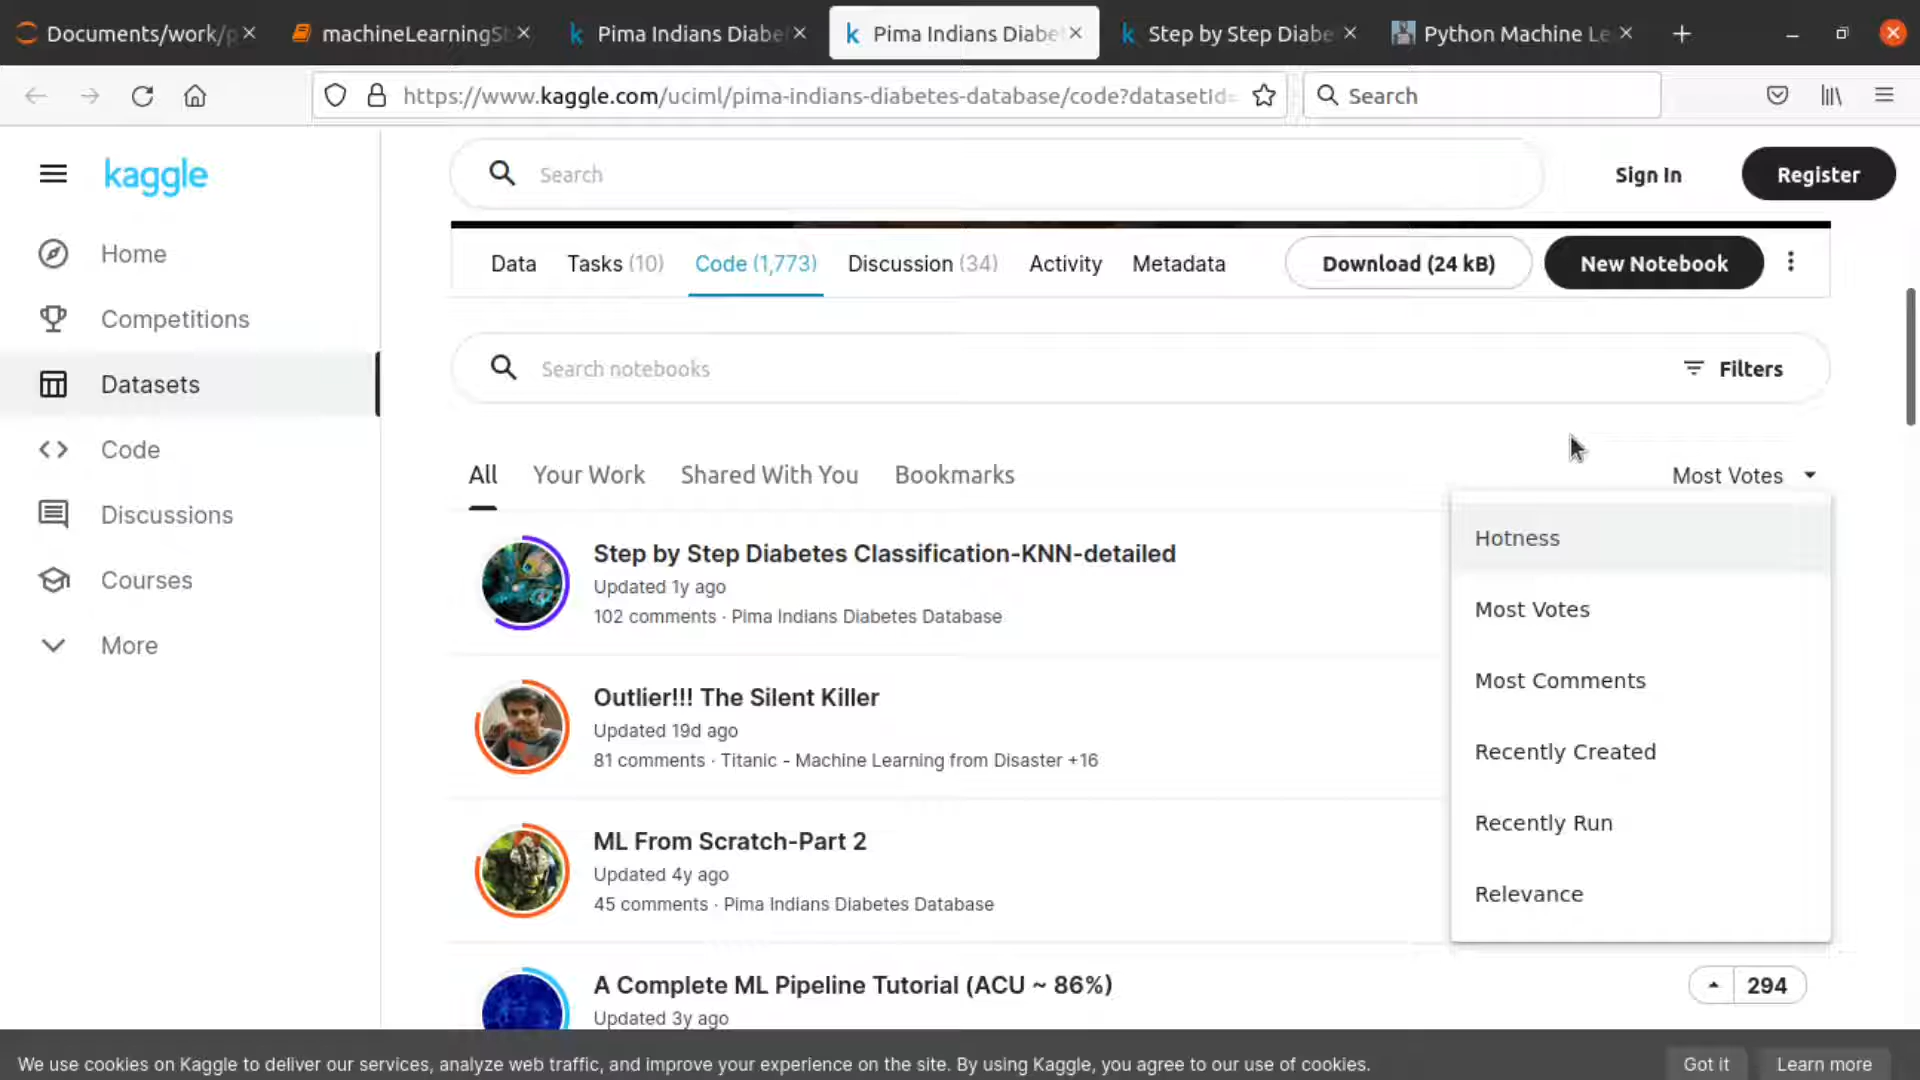 Documents/work/p
machineLearningS
Pima Indians Diabe
Pima Indians Diabe
Step by Step Diabe
Python Machine Le
https://www.kaggle.com/uciml/pima-indians-diabetes-database/code?datasetId=
Search
kaggle
Search
Sign In
Register
Home
Competitions
Datasets
Code
Discussions
Courses
More
Data
Tasks (10)
Code (1,773)
Discussion (34)
Activity
Metadata
Download (24 kB)
New Notebook
Search notebooks
Filters
All
Your Work
Shared With You
Bookmarks
Most Votes
Hotness
Most Votes
Most Comments
Recently Created
Recently Run
Relevance
Step by Step Diabetes Classification-KNN-detailed
Updated 1y ago
102 comments · Pima Indians Diabetes Database
Outlier!!! The Silent Killer
Updated 19d ago
81 comments · Titanic - Machine Learning from Disaster +16
ML From Scratch-Part 2
Updated 4y ago
45 comments · Pima Indians Diabetes Database
A Complete ML Pipeline Tutorial (ACU ~ 86%)
Updated 3y ago
294
We use cookies on Kaggle to deliver our services, analyze web traffic, and improve your experience on the site. By using Kaggle, you agree to our use of cookies.
Got it
Learn more